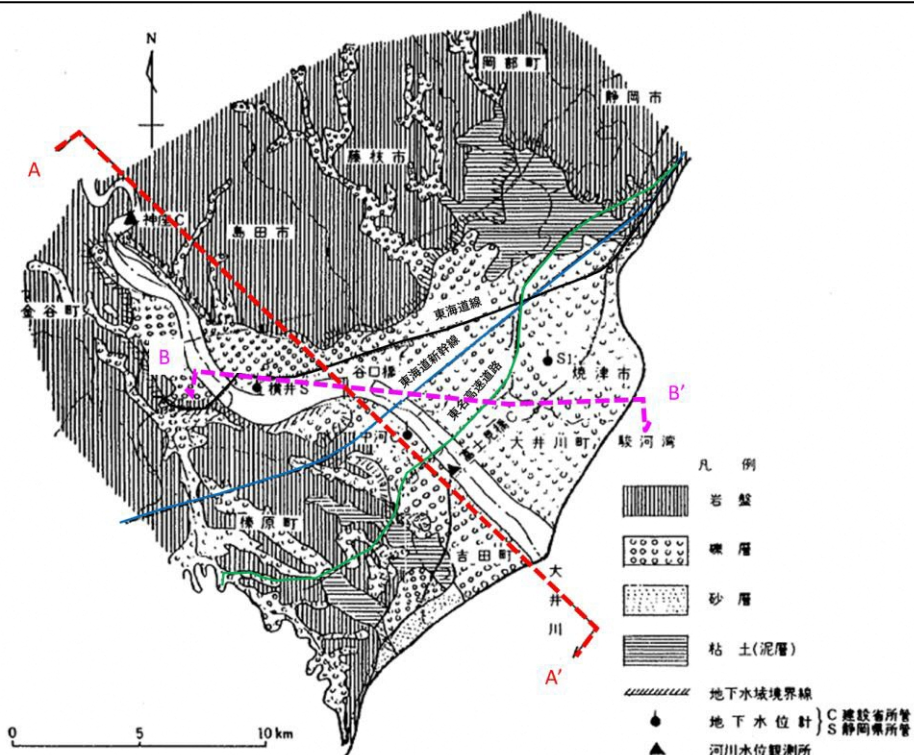 N
岡部町
静岡市
藤枝市
A
神座C
島田市
金谷町
東海道線
B
谷口橋
東海道新幹線
S
横井S
焼津市
東名高速道路
B’
中河
富士見橋C
大井川町
駿河湾
凡 例
岩 盤
榛原町
礫 層
吉田町
砂 層
大井川
粘 土(泥層)
A’
地下水域境界線
地下水位計 C 建設省所管
S 静岡県所管
河川水位観測所
0 5 10 km